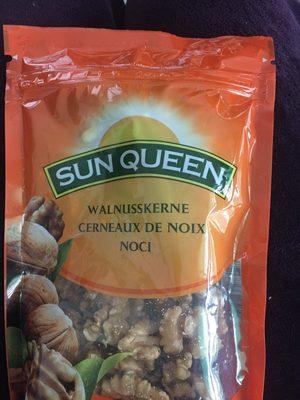 SUN QUEEN
WALNUSSKERNE
CERNEAUX DE NOIX
NOCI